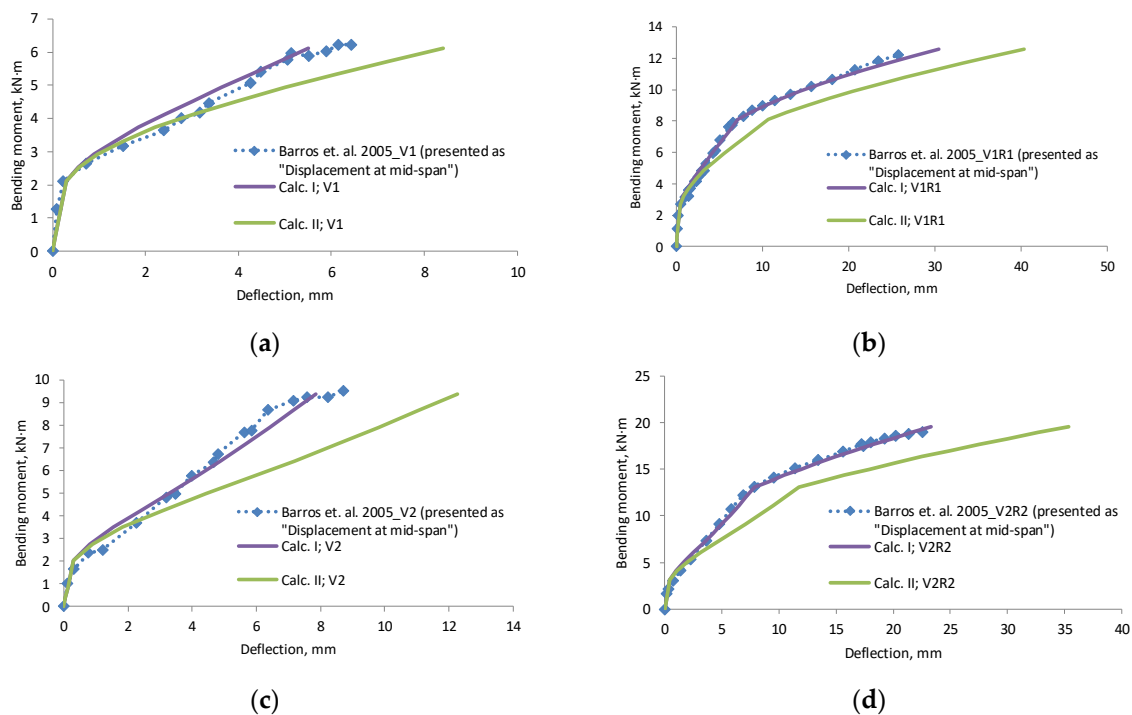 7
6
5
4
3
2
1
0
Bending moment, kN·m
Barros et. al. 2005_V1 (presented as
"Displacement at mid-span")
Calc. I; V1
Calc. II; V1
0 2 4 6 8 10
Deflection, mm
(a)
14
12
10
8
6
4
2
0
Bending moment, kN·m
Barros et. al. 2005_V1R1 (presented as
"Displacement at mid-span")
Calc. I; V1R1
Calc. II; V1R1
0 10 20 30 40 50
Deflection, mm
(b)
10
9
8
7
6
5
4
3
2
1
0
Bending moment, kN·m
Barros et. al. 2005_V2 (presented as
"Displacement at mid-span")
Calc. I; V2
Calc. II; V2
0 2 4 6 8 10 12 14
Deflection, mm
(c)
25
20
15
10
5
0
Bending moment, kN·m
Barros et. al. 2005_V2R2 (presented as
"Displacement at mid-span")
Calc. I; V2R2
Calc. II; V2R2
0 5 10 15 20 25 30 35 40
Deflection, mm
(d)